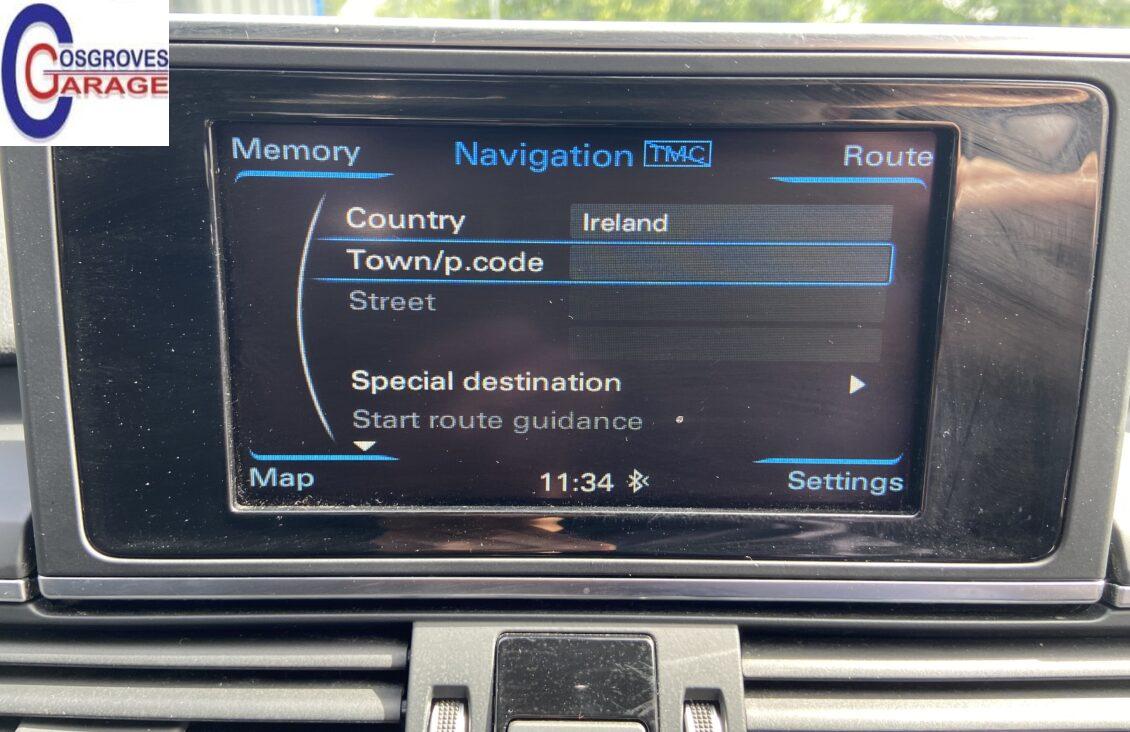 COSGROVES
GARAGE
Memory
Navigation TMC
Route
Country Ireland
Town/p.code
Street
Special destination
Start route guidance
Map
11:34
Settings